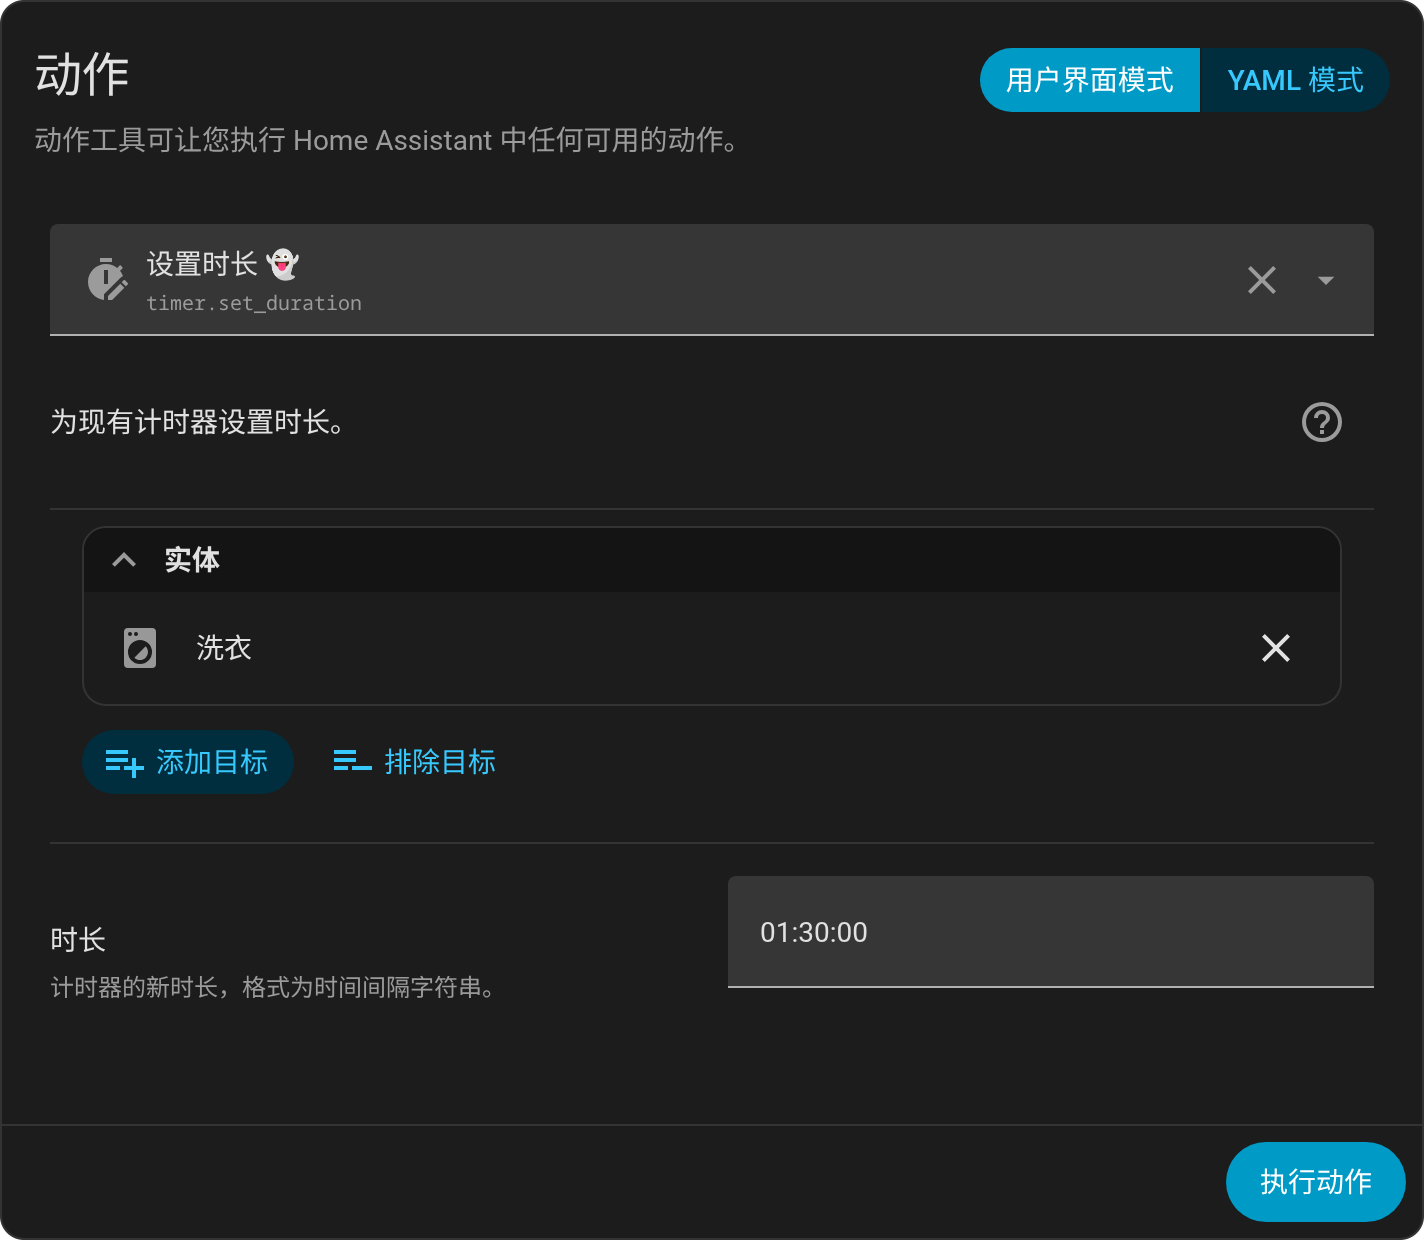 动作
用户界面模式
YAML 模式
动作工具可让您执行 Home Assistant 中任何可用的动作。
设置时长 👻
timer.set_duration
为现有计时器设置时长。
实体
洗衣
添加目标
排除目标
时长
计时器的新时长，格式为时间间隔字符串。
01:30:00
执行动作